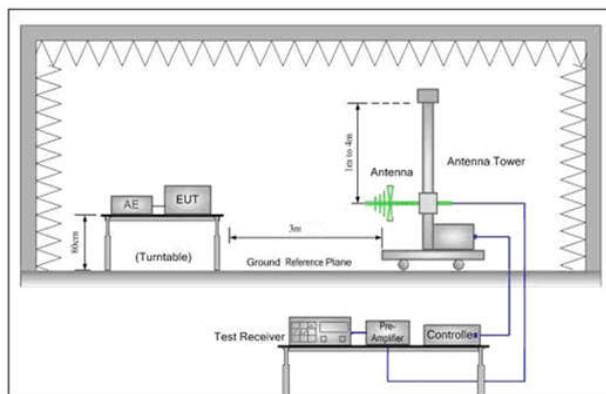 1m to 4m
Antenna
Antenna Tower
AE
EUT
80cm
(Turntable)
3m
Ground Reference Plane
Test Receiver
Pre-
Amplifier
Controller